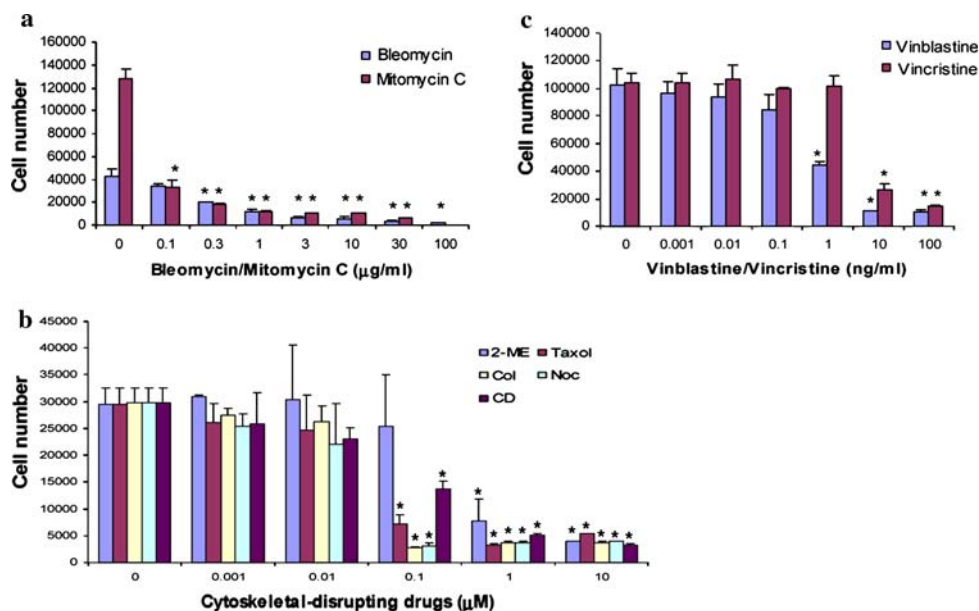 a
160000
140000
120000
100000
80000
60000
40000
20000
0
Cell number
Bleomycin
Mitomycin C
* * * * * * * * * * * *
0 0.1 0.3 1 3 10 30 100
Bleomycin/Mitomycin C (μg/ml)
c
140000
120000
100000
80000
60000
40000
20000
0
Cell number
Vinblastine
Vincristine
* * * * *
0 0.001 0.01 0.1 1 10 100
Vinblastine/Vincristine (ng/ml)
b
45000
40000
35000
30000
25000
20000
15000
10000
5000
0
Cell number
2-ME Taxol
Col Noc
CD
* * * * * * * * * * * * * *
0 0.001 0.01 0.1 1 10
Cytoskeletal-disrupting drugs (μM)